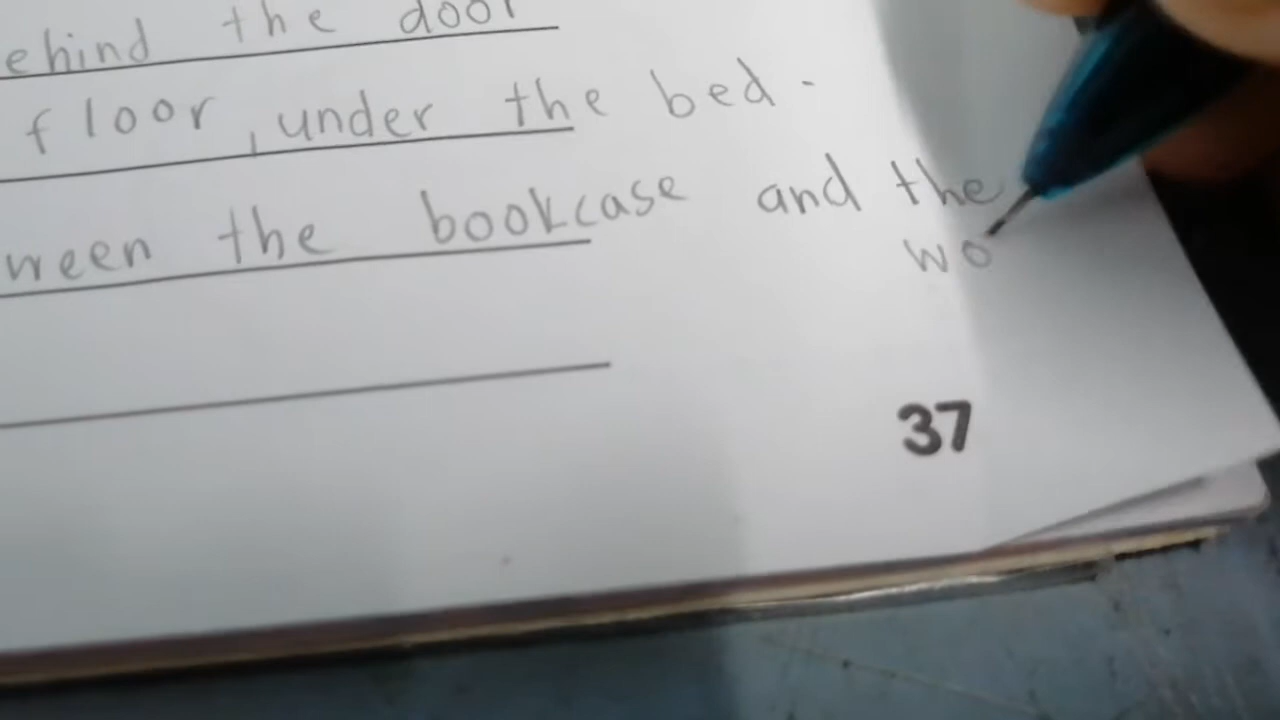 ehind the door
floor, under the bed.
ween the bookcase and the
wo
37